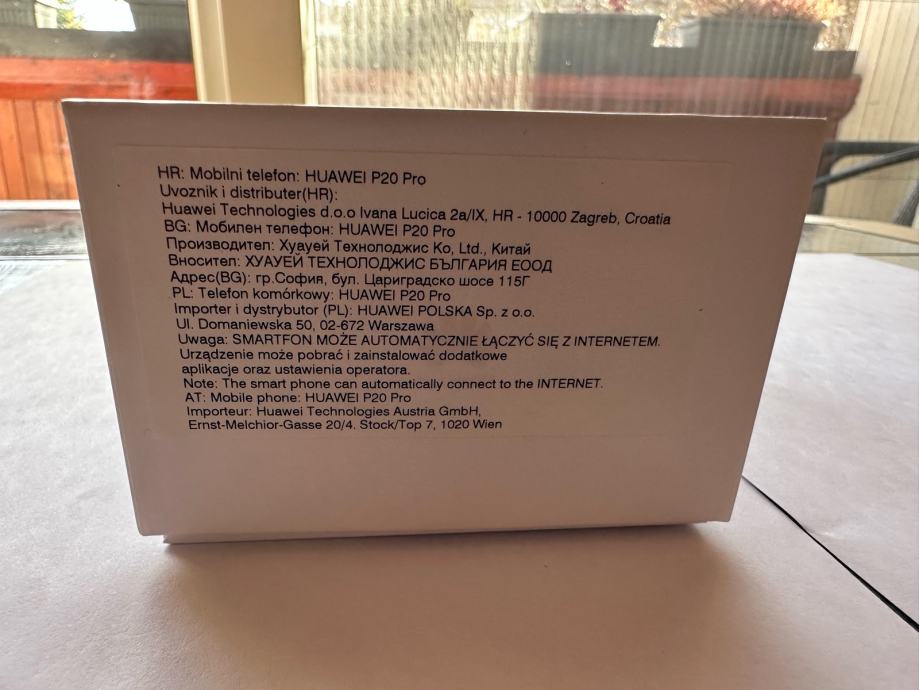 HR: Mobilni telefon: HUAWEI P20 Pro
Uvoznik i distributer(HR):
Huawei Technologies d.o.o Ivana Lucica 2a/IX, HR - 10000 Zagreb, Croatia
BG: Мобилен телефон: HUAWEI P20 Pro
Производител: Хуауей Технолоджис Ко, Ltd., Китай
Вносител: ХУАУЕЙ ТЕХНОЛОДЖИС БЪЛГАРИЯ ЕООД
Адрес(BG): гр.София, бул. Цариградско шосе 115Г
PL: Telefon komórkowy: HUAWEI P20 Pro
Importer i dystrybutor (PL): HUAWEI POLSKA Sp. z o.o.
Ul. Domaniewska 50, 02-672 Warszawa
Uwaga: SMARTFON MOŻE AUTOMATYCZNIE ŁĄCZYĆ SIĘ Z INTERNETEM.
Urządzenie może pobrać i zainstalować dodatkowe
aplikacje oraz ustawienia operatora.
Note: The smart phone can automatically connect to the INTERNET.
AT: Mobile phone: HUAWEI P20 Pro
Importeur: Huawei Technologies Austria GmbH,
Ernst-Melchior-Gasse 20/4. Stock/Top 7, 1020 Wien